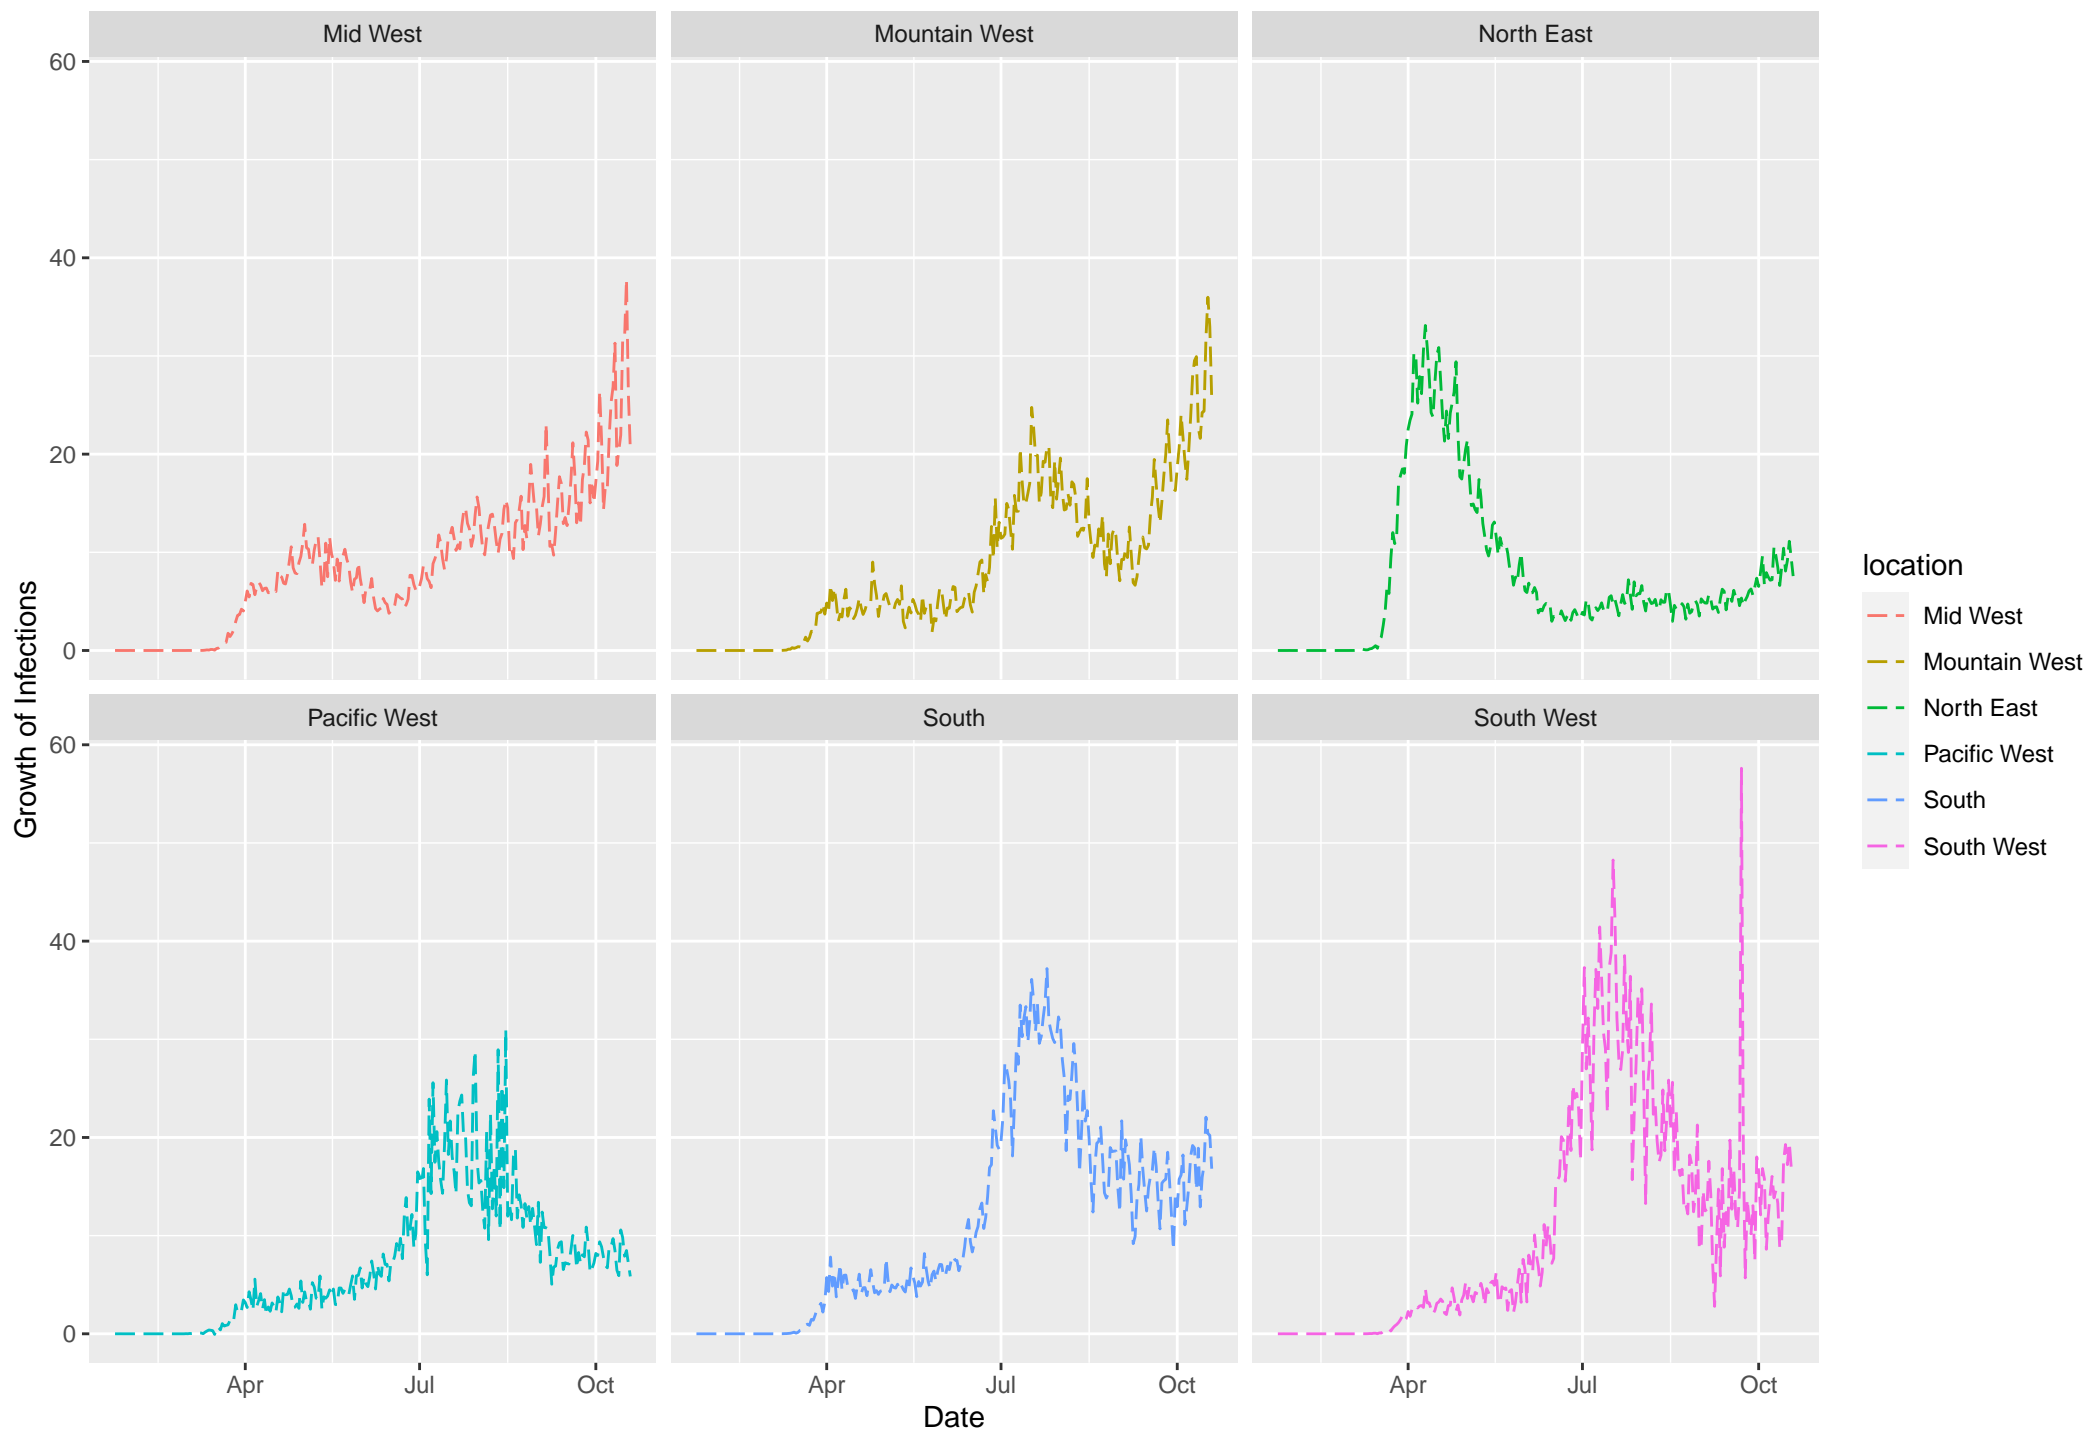 Mid West
Mountain West
North East
60
40
20
0
Pacific West
South
South West
60
40
20
0
Apr
Jul
Oct
Apr
Jul
Oct
Apr
Jul
Oct
Date
Growth of Infections
location
Mid West
Mountain West
North East
Pacific West
South
South West